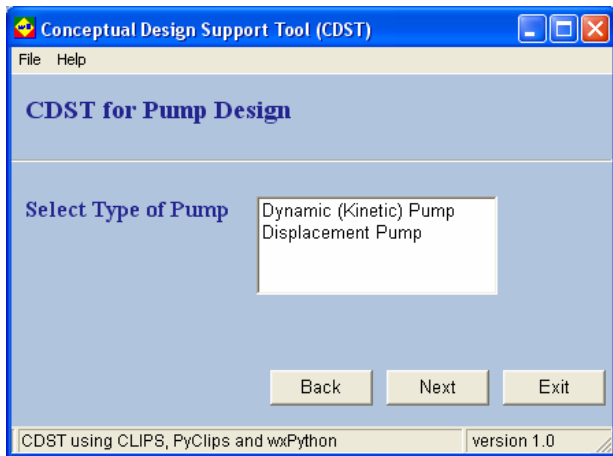 Conceptual Design Support Tool (CDST)
File Help
CDST for Pump Design
Select Type of Pump
Dynamic (Kinetic) Pump
Displacement Pump
Back Next Exit
CDST using CLIPS, PyClips and wxPython version 1.0